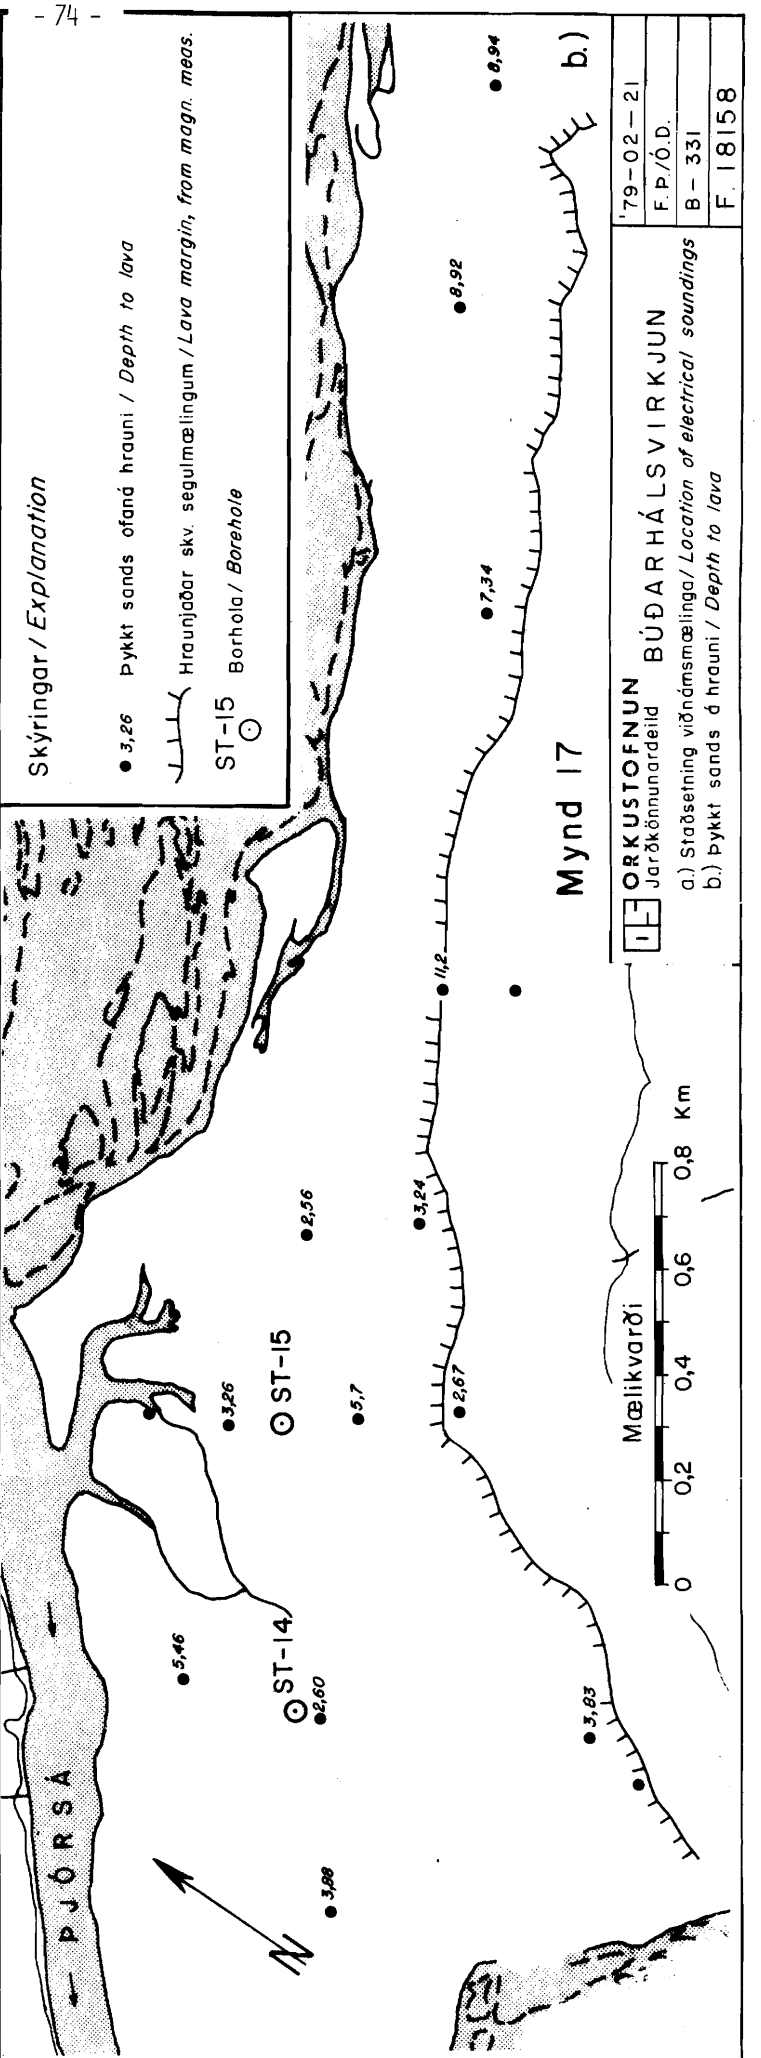 - 74 -
Skýringar / Explanation
3,26 Þykkt sands ofaná hrauni / Depth to lava
Hraunjaðar skv. segulmælingum / Lava margin, from magn. meas.
ST-15 Borhola / Borehole
b.)
8,94
8,92
7,34
11,2
2,56
3,24
ST-15
3,26
5,7
2,67
5,46
ST-14
2,60
3,83
3,88
ÞJÓRSÁ
N
Mynd 17
Mælikvarði
0 0,2 0,4 0,6 0,8 Km
ORKUSTOFNUN
Jarðkönnunardeild
BÚÐARHÁLSVIRKJUN
a.) Staðsetning viðnámsmælinga / Location of electrical soundings
b.) Þykkt sands á hrauni / Depth to lava
'79-02-21
F.P./Ó.D.
B-331
F. 18158